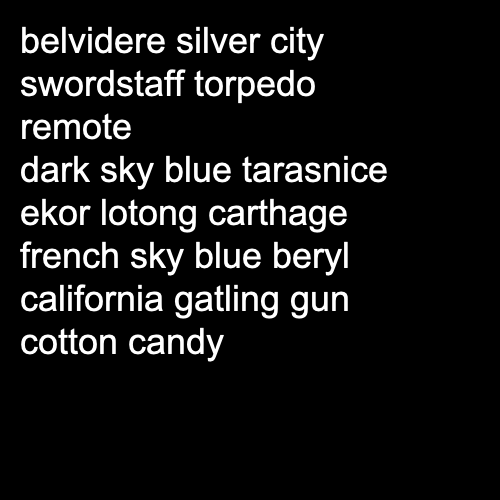 belvidere silver city
swordstaff torpedo
remote
dark sky blue tarasnice
ekor lotong carthage
french sky blue beryl
california gatling gun
cotton candy